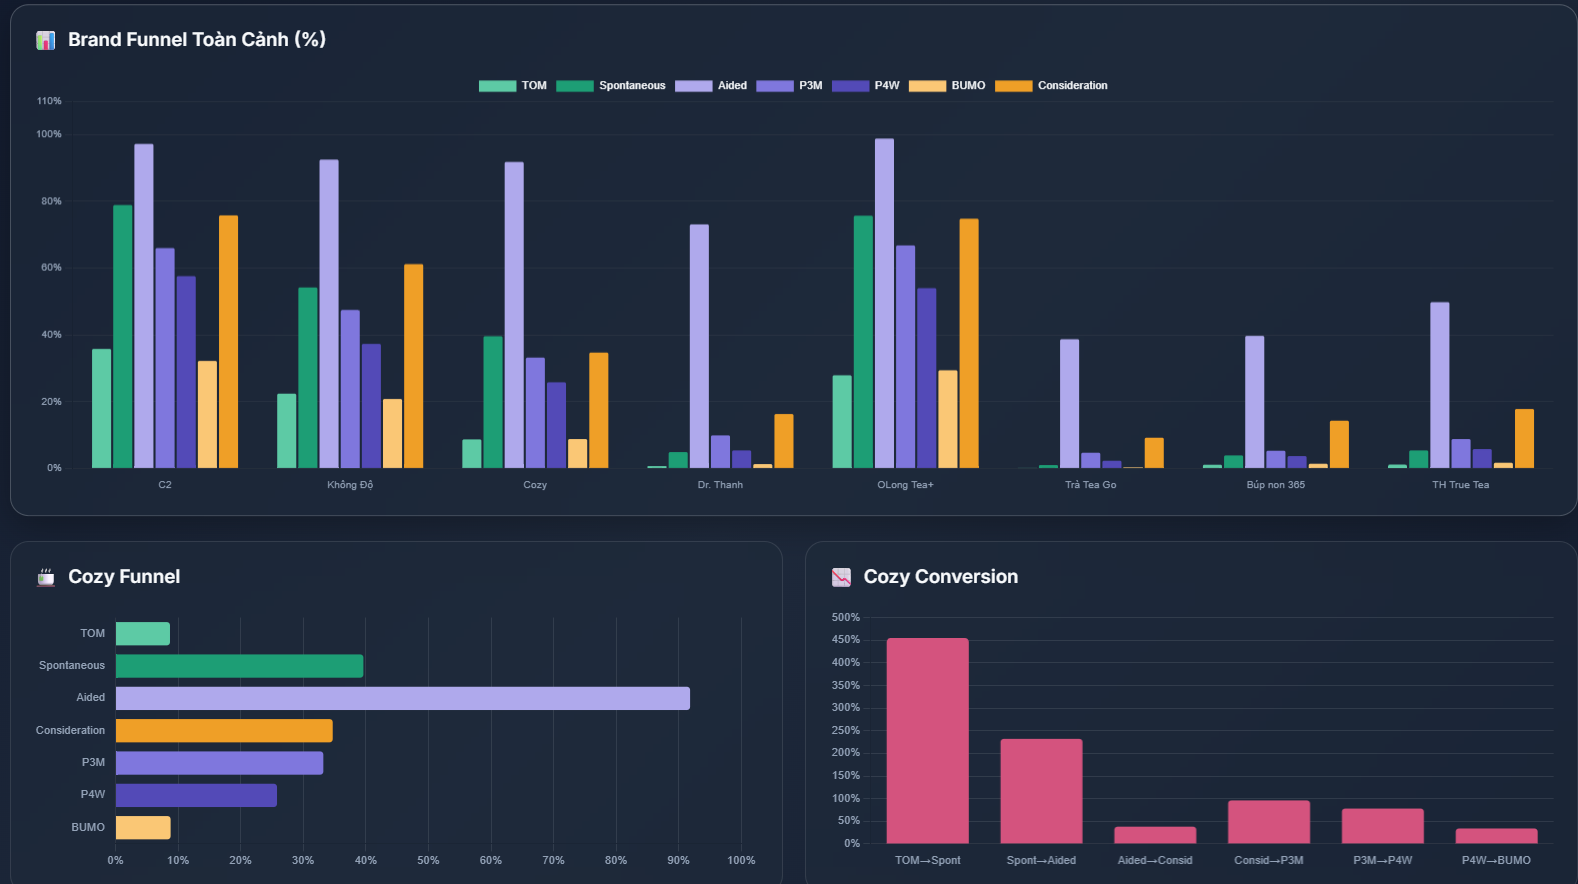 Brand Funnel Toàn Cảnh (%)
TOM Spontaneous Aided P3M P4W BUMO Consideration
110%
100%
80%
60%
40%
20%
0%
C2 Không Độ Cozy Dr. Thanh OLong Tea+ Trà Tea Go Búp non 365 TH True Tea
Cozy Funnel
TOM
Spontaneous
Aided
Consideration
P3M
P4W
BUMO
0% 10% 20% 30% 40% 50% 60% 70% 80% 90% 100%
Cozy Conversion
500%
450%
400%
350%
300%
250%
200%
150%
100%
50%
0%
TOM→Spont Spont→Aided Aided→Consid Consid→P3M P3M→P4W P4W→BUMO